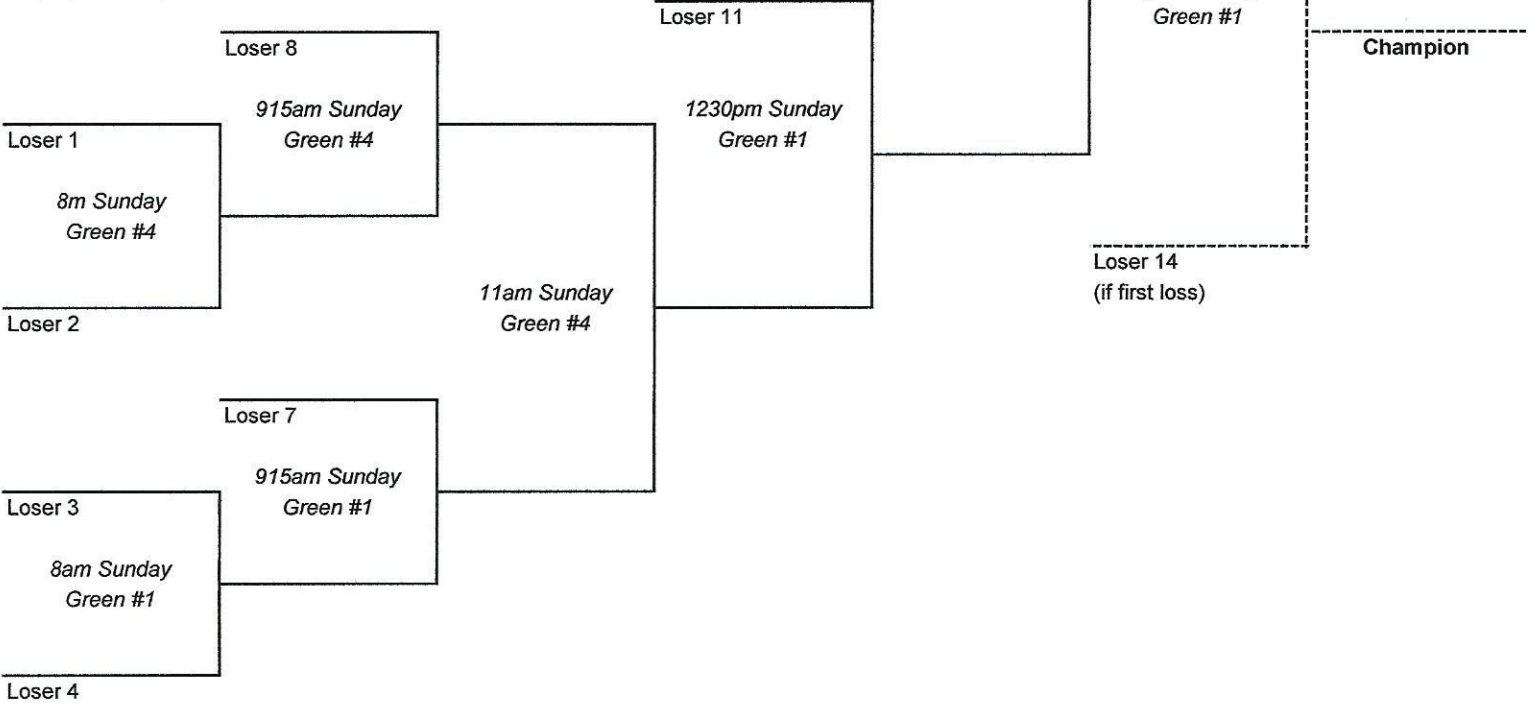 Loser 11
Green #1
Champion
Loser 8
915am Sunday
Green #4
1230pm Sunday
Green #1
Loser 1
8m Sunday
Green #4
Loser 2
11am Sunday
Green #4
Loser 14
(if first loss)
Loser 7
915am Sunday
Green #1
Loser 3
8am Sunday
Green #1
Loser 4